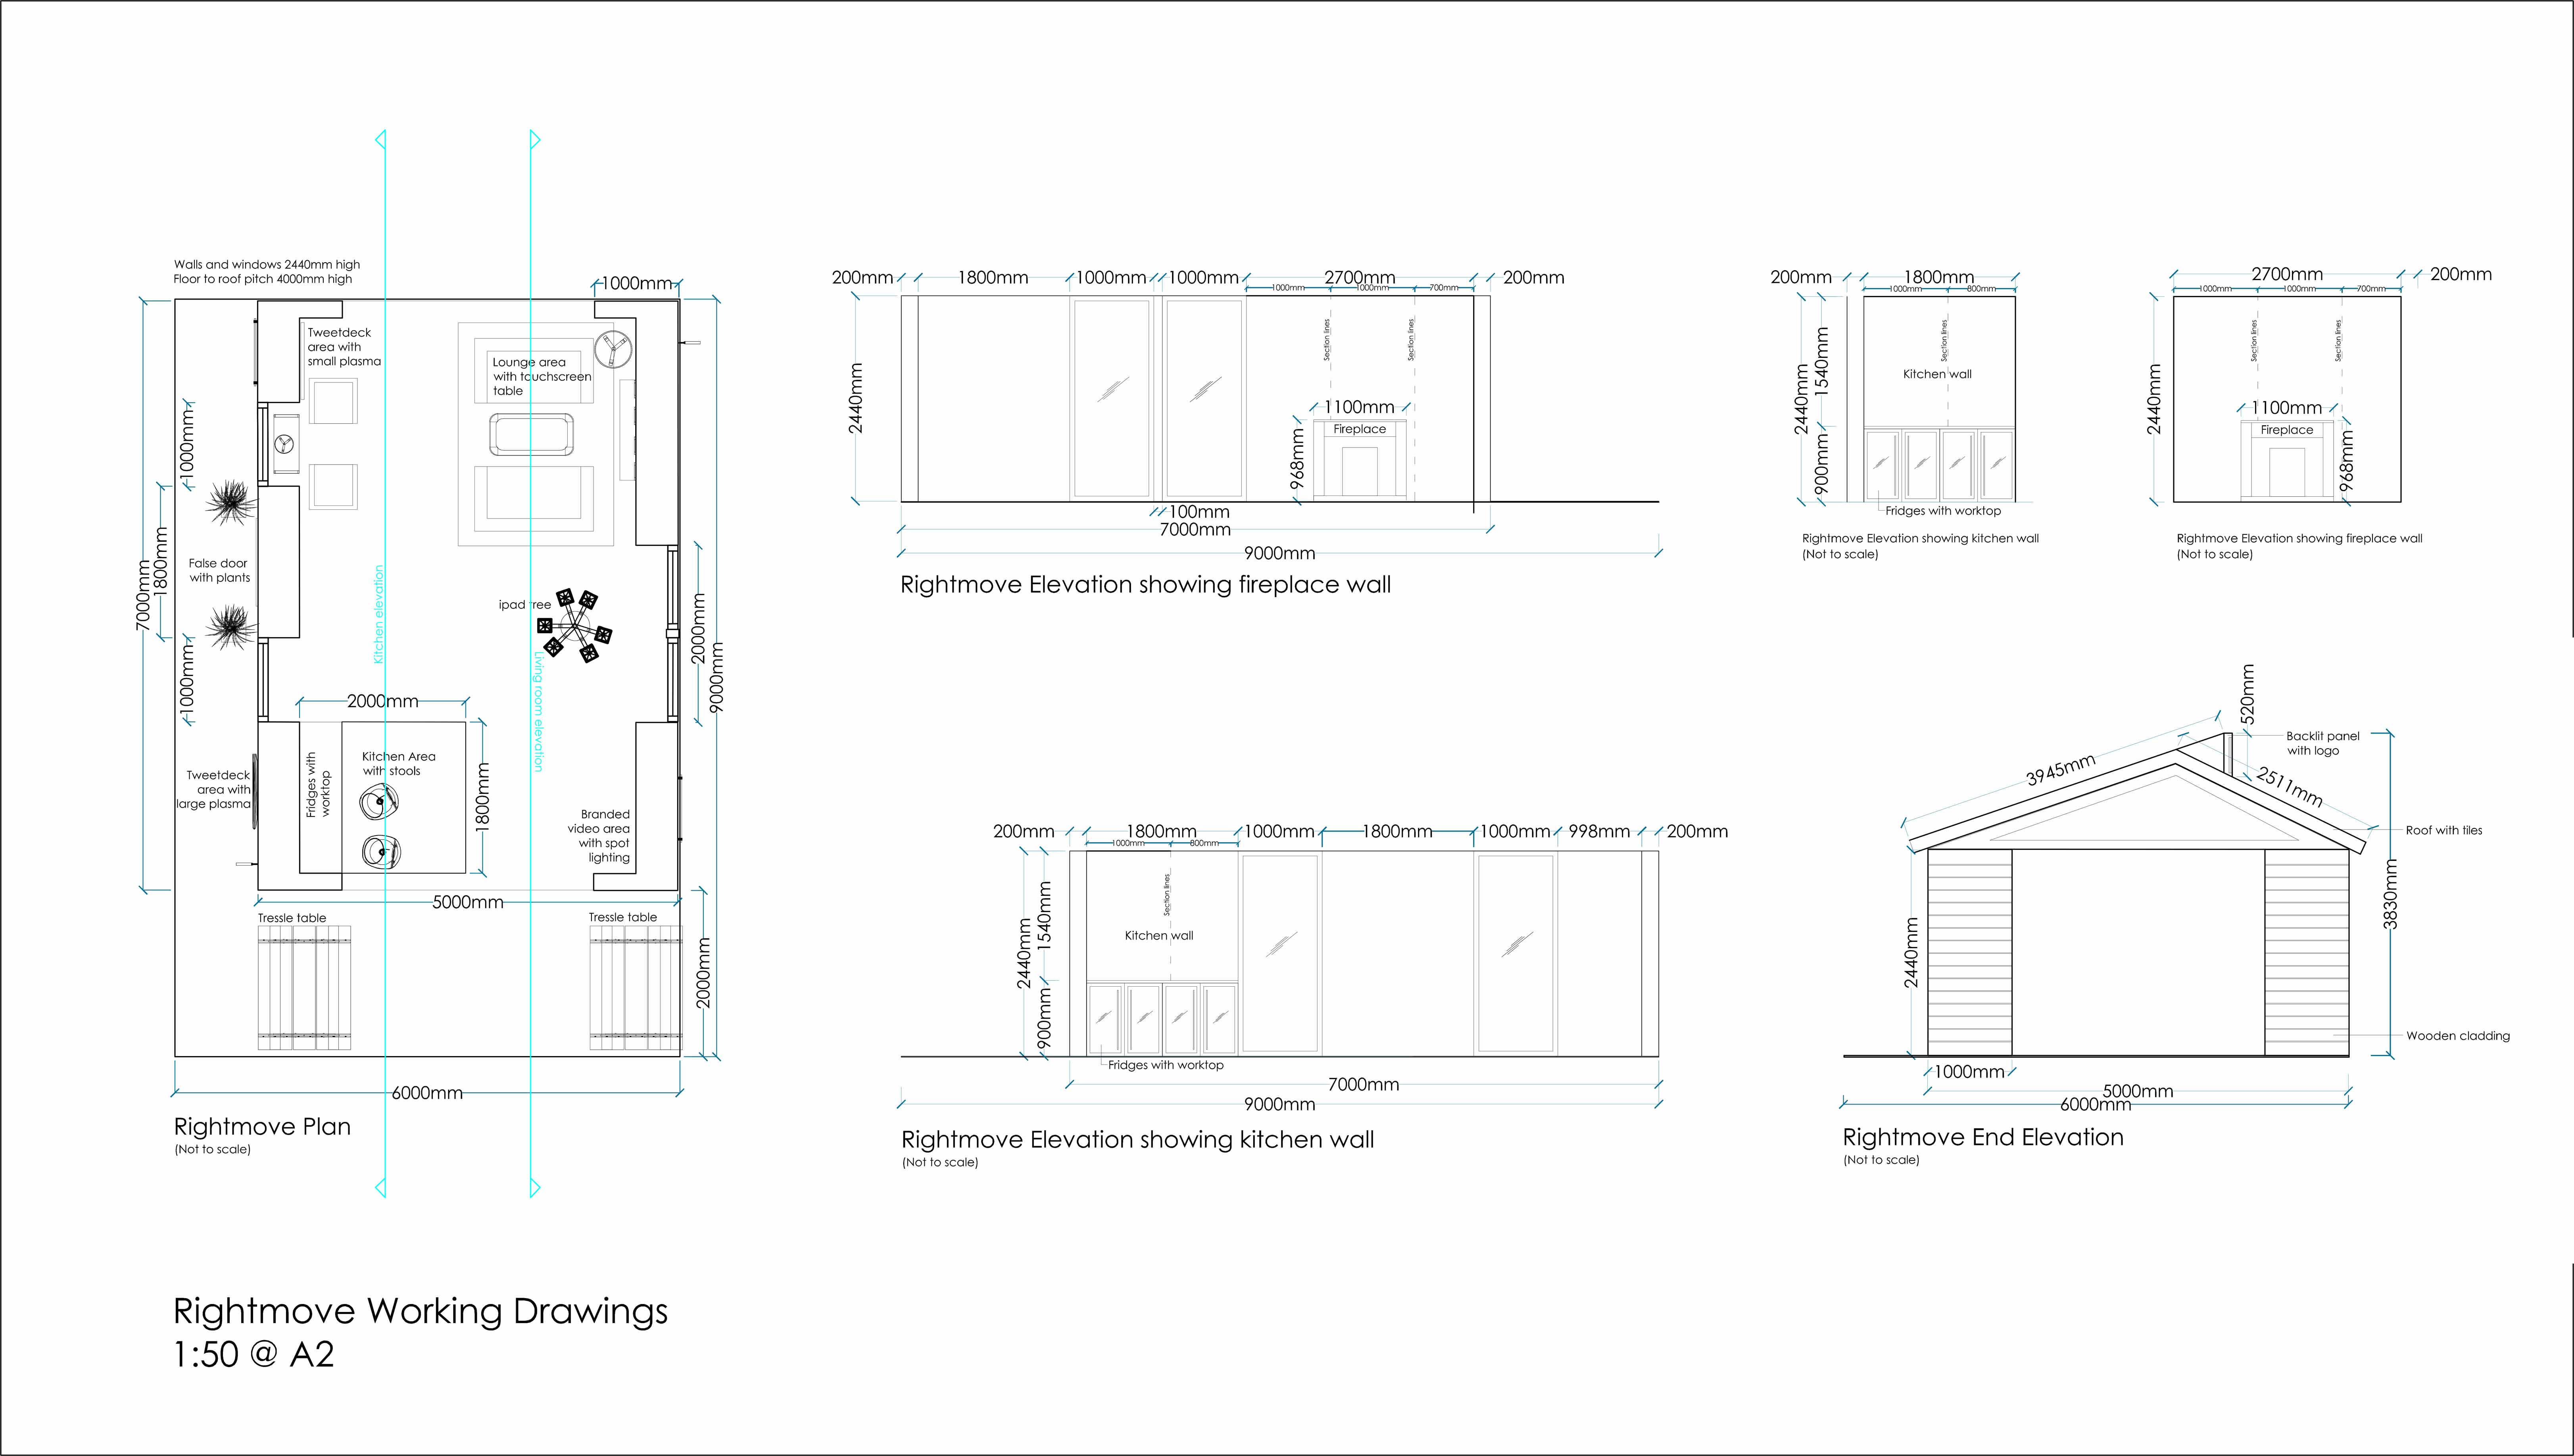 Walls and windows 2440mm high
Floor to roof pitch 4000mm high
1000mm
Tweetdeck
area with
small plasma
Lounge area
with touchscreen
table
1000mm
7000mm
1800mm
False door
with plants
Kitchen elevation
ipad tree
Living room elevation
2000mm
9000mm
1000mm
2000mm
Tweetdeck
area with
large plasma
Fridges with
worktop
Kitchen Area
with stools
1800mm
Branded
video area
with spot
lighting
5000mm
Tressle table
Tressle table
2000mm
6000mm
Rightmove Plan
(Not to scale)
200mm
1800mm
1000mm
1000mm
2700mm
200mm
1000mm
1000mm
700mm
Section lines
Section lines
2440mm
1100mm
Fireplace
968mm
100mm
7000mm
9000mm
Rightmove Elevation showing fireplace wall
200mm
1800mm
1000mm
800mm
2440mm
1540mm
900mm
Section lines
Kitchen wall
Fridges with worktop
Rightmove Elevation showing kitchen wall
(Not to scale)
2700mm
200mm
1000mm
1000mm
700mm
Section lines
Section lines
2440mm
1100mm
Fireplace
968mm
Rightmove Elevation showing fireplace wall
(Not to scale)
200mm
1800mm
1000mm
1800mm
1000mm
998mm
200mm
1000mm
800mm
Section lines
2440mm
1540mm
900mm
Kitchen wall
Fridges with worktop
7000mm
9000mm
Rightmove Elevation showing kitchen wall
(Not to scale)
520mm
Backlit panel
with logo
3945mm
2511mm
Roof with tiles
3830mm
2440mm
Wooden cladding
1000mm
5000mm
6000mm
Rightmove End Elevation
(Not to scale)
Rightmove Working Drawings
1:50 @ A2